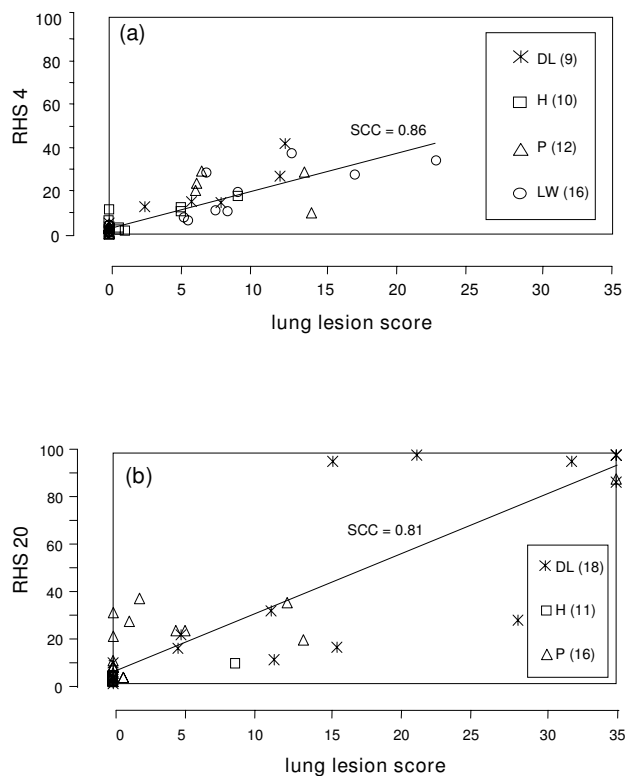 (a)
RHS 4
100
80
60
40
20
0
SCC = 0.86
DL (9)
H (10)
P (12)
LW (16)
0 5 10 15 20 25 30 35
lung lesion score
(b)
RHS 20
100
80
60
40
20
0
SCC = 0.81
DL (18)
H (11)
P (16)
0 5 10 15 20 25 30 35
lung lesion score